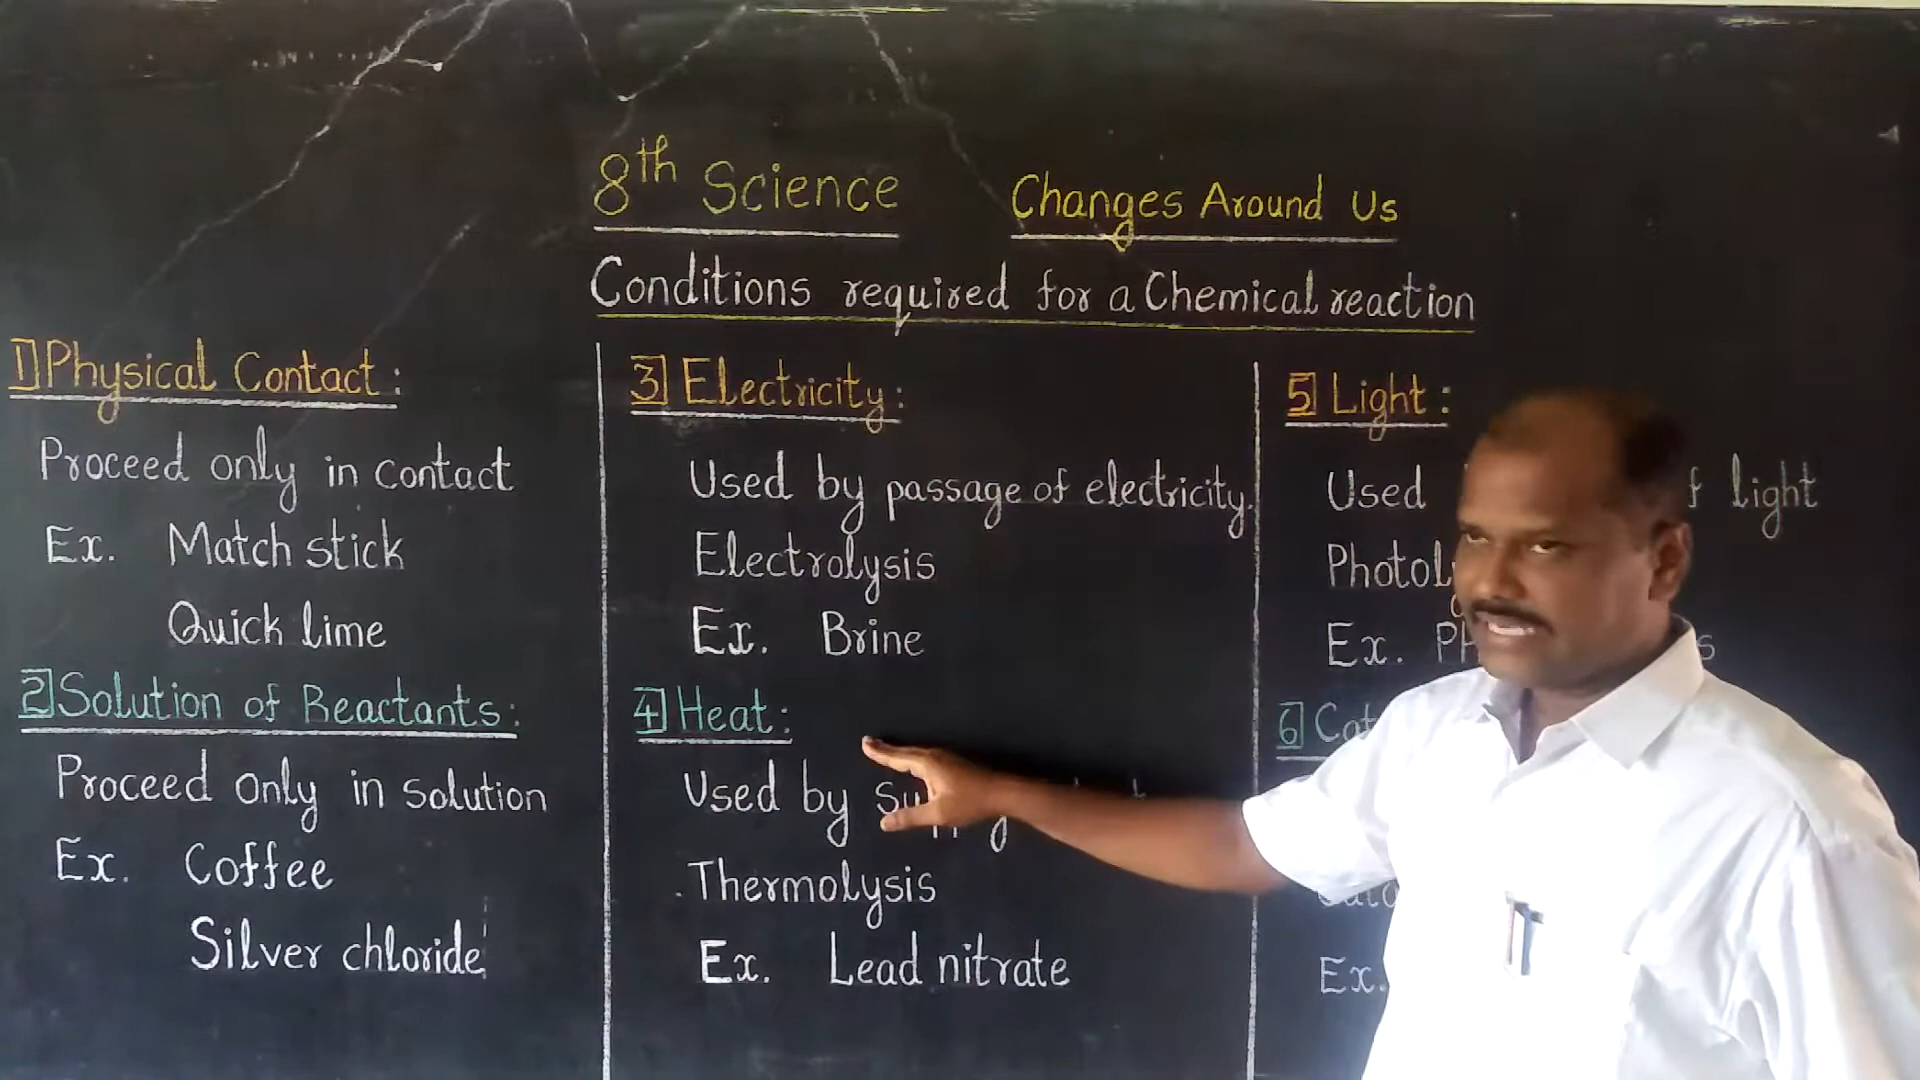 8th Science
Changes Around Us
Conditions required for a Chemical reaction
1] Physical Contact:
Proceed only in contact
Ex. Match stick
Quick lime
2] Solution of Reactants:
Proceed only in solution
Ex. Coffee
Silver chloride
3] Electricity:
Used by passage of electricity.
Electrolysis
Ex. Brine
4] Heat:
Used by
Thermolysis
Ex. Lead nitrate
5] Light:
Used light
Ex.
6]
Ex.